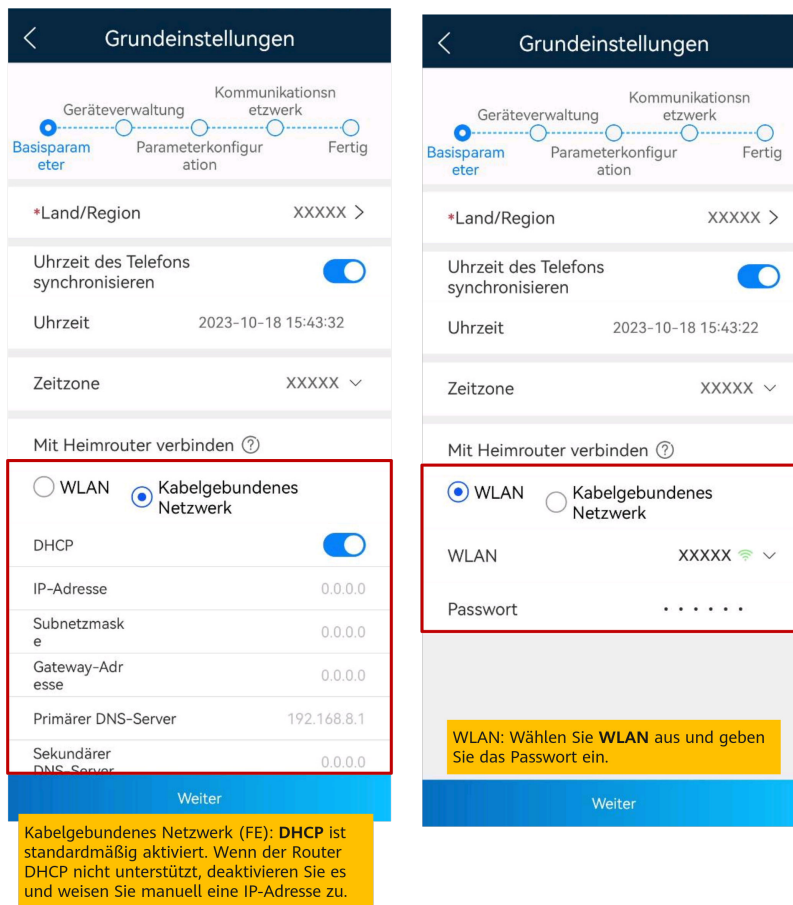 Grundeinstellungen
Kommunikationsn
Geräteverwaltung etzwerk
Basisparam Parameterkonfigur Fertig
eter ation
*Land/Region XXXXX >
Uhrzeit des Telefons
synchronisieren
Uhrzeit 2023-10-18 15:43:32
Zeitzone XXXXX
Mit Heimrouter verbinden ?
WLAN Kabelgebundenes
Netzwerk
DHCP
IP-Adresse 0.0.0.0
Subnetzmask
e 0.0.0.0
Gateway-Adr
esse 0.0.0.0
Primärer DNS-Server 192.168.8.1
Sekundärer
DNS-Server 0.0.0.0
Weiter
Kabelgebundenes Netzwerk (FE): DHCP ist
standardmäßig aktiviert. Wenn der Router
DHCP nicht unterstützt, deaktivieren Sie es
und weisen Sie manuell eine IP-Adresse zu.
Grundeinstellungen
Kommunikationsn
Geräteverwaltung etzwerk
Basisparam Parameterkonfigur Fertig
eter ation
*Land/Region XXXXX >
Uhrzeit des Telefons
synchronisieren
Uhrzeit 2023-10-18 15:43:22
Zeitzone XXXXX
Mit Heimrouter verbinden ?
WLAN Kabelgebundenes
Netzwerk
WLAN XXXXX
Passwort ······
WLAN: Wählen Sie WLAN aus und geben
Sie das Passwort ein.
Weiter